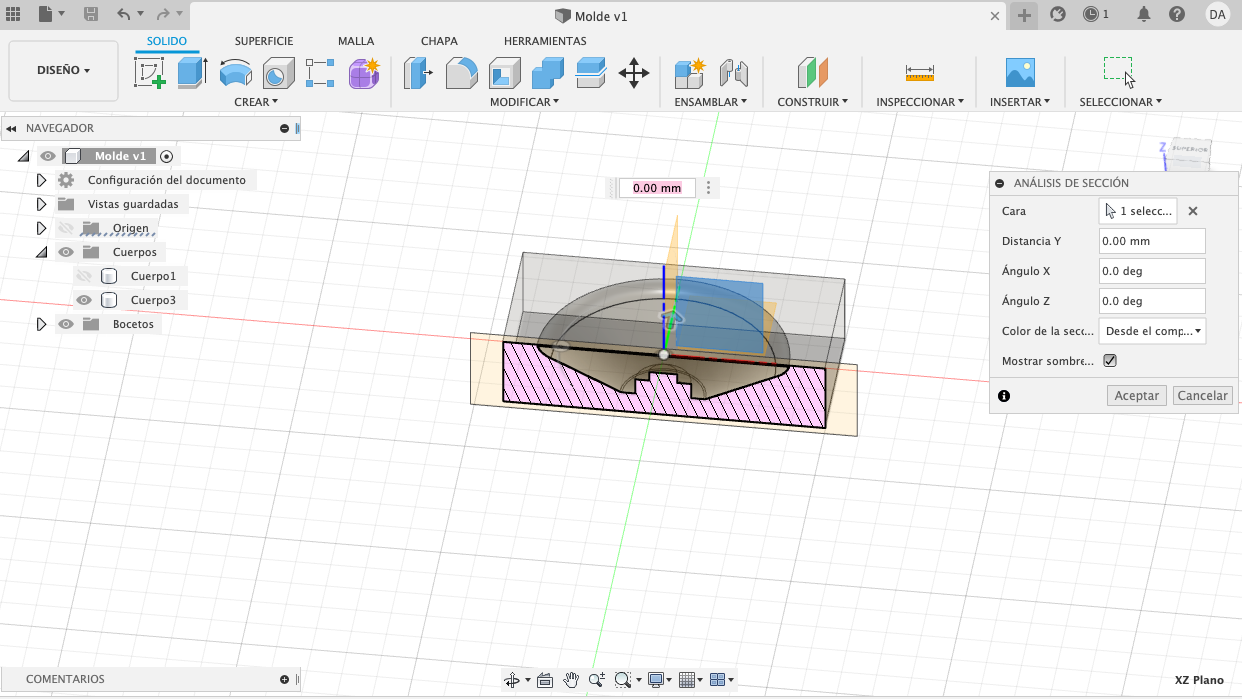 Molde v1
1
DA
DISEÑO
SOLIDO SUPERFICIE MALLA CHAPA HERRAMIENTAS
CREAR MODIFICAR ENSAMBLAR CONSTRUIR INSPECCIONAR INSERTAR SELECCIONAR
NAVEGADOR
Molde v1
Configuración del documento
Vistas guardadas
Origen
Cuerpos
Cuerpo1
Cuerpo3
Bocetos
0.00 mm
Z
SUPERIOR
ANÁLISIS DE SECCIÓN
Cara 1 selecc...
Distancia Y 0.00 mm
Ángulo X 0.0 deg
Ángulo Z 0.0 deg
Color de la secc... Desde el comp...
Mostrar sombre...
Aceptar Cancelar
COMENTARIOS
XZ Plano